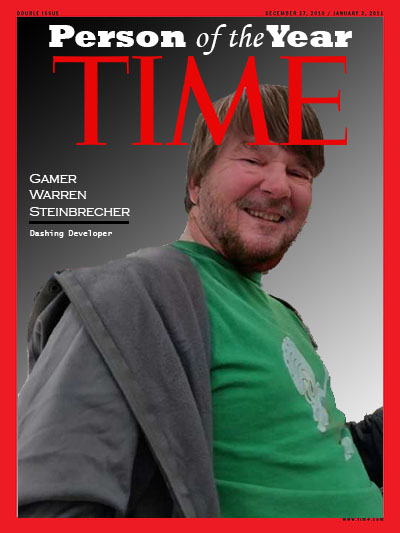 DOUBLE ISSUE DECEMBER 27, 2010 / JANUARY 3, 2011
Person of the Year
TIME
GAMER
WARREN
STEINBRECHER
Dashing Developer
www.time.com